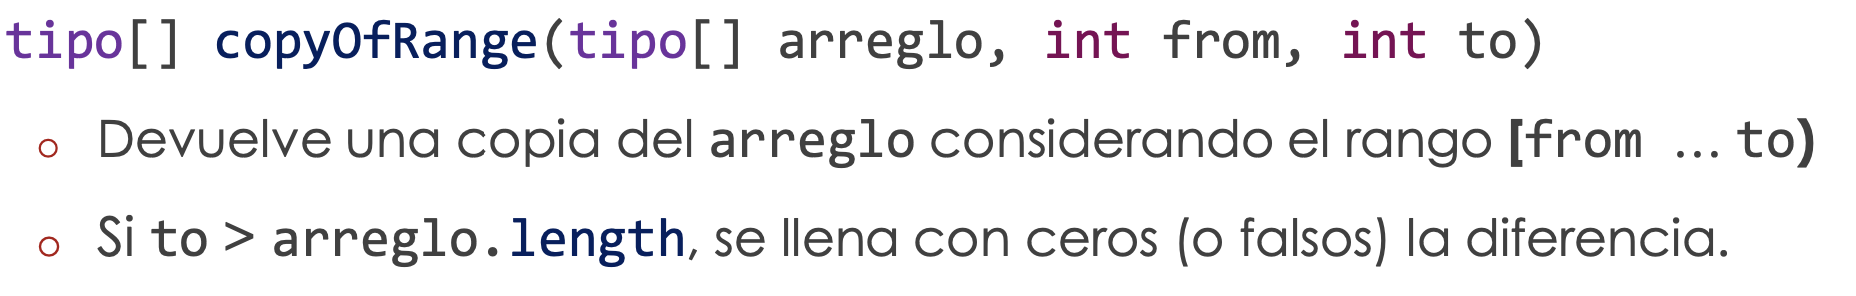 tipo[] copyOfRange(tipo[] arreglo, int from, int to)
o Devuelve una copia del arreglo considerando el rango [from … to)
o Si to > arreglo.length, se llena con ceros (o falsos) la diferencia.